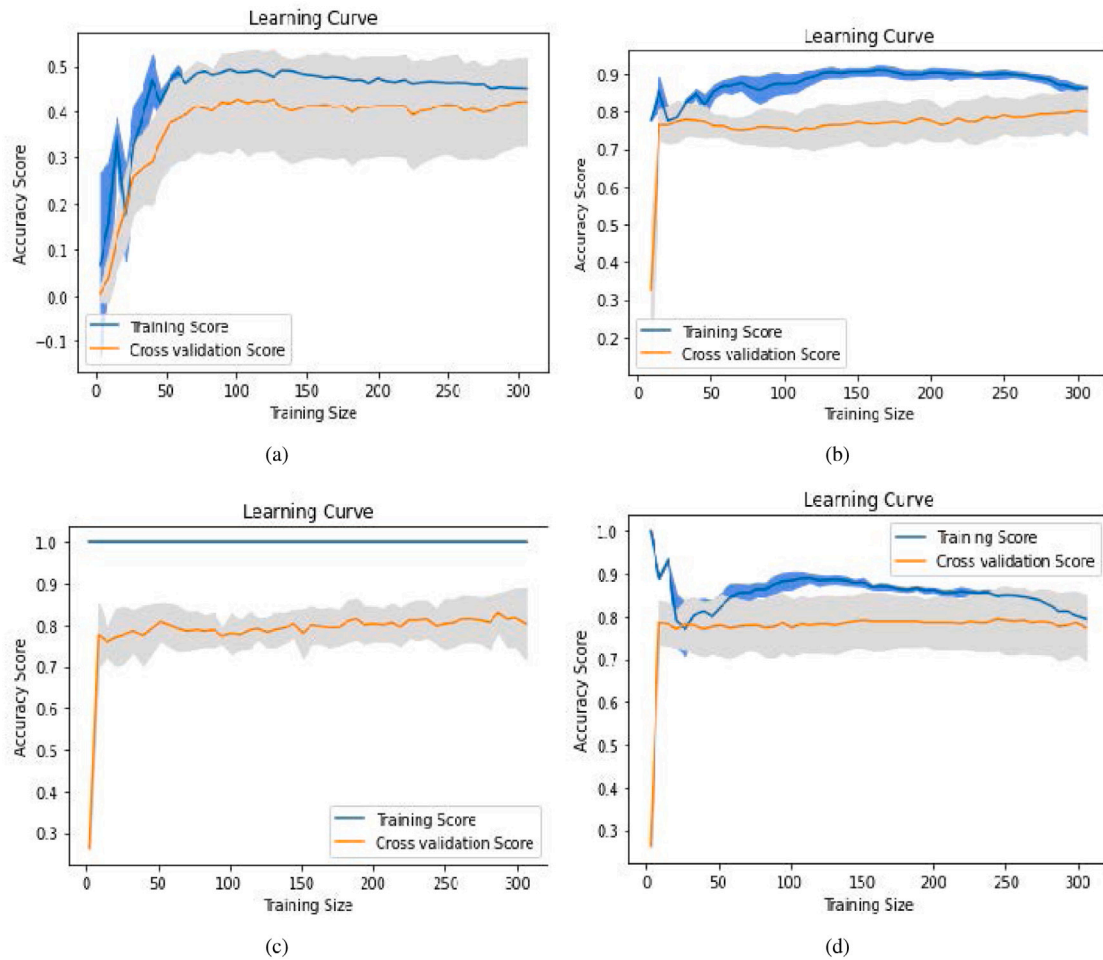 Learning Curve
Accuracy Score
0.5
0.4
0.3
0.2
0.1
0.0
−0.1
Training Score
Cross validation Score
0 50 100 150 200 250 300
Training Size
(a)
Learning Curve
Accuracy Score
0.9
0.8
0.7
0.6
0.5
0.4
0.3
0.2
Training Score
Cross validation Score
0 50 100 150 200 250 300
Training Size
(b)
Learning Curve
Accuracy Score
1.0
0.9
0.8
0.7
0.6
0.5
0.4
0.3
Training Score
Cross validation Score
0 50 100 150 200 250 300
Training Size
(c)
Learning Curve
Accuracy Score
1.0
0.9
0.8
0.7
0.6
0.5
0.4
0.3
Training Score
Cross validation Score
0 50 100 150 200 250 300
Training Size
(d)